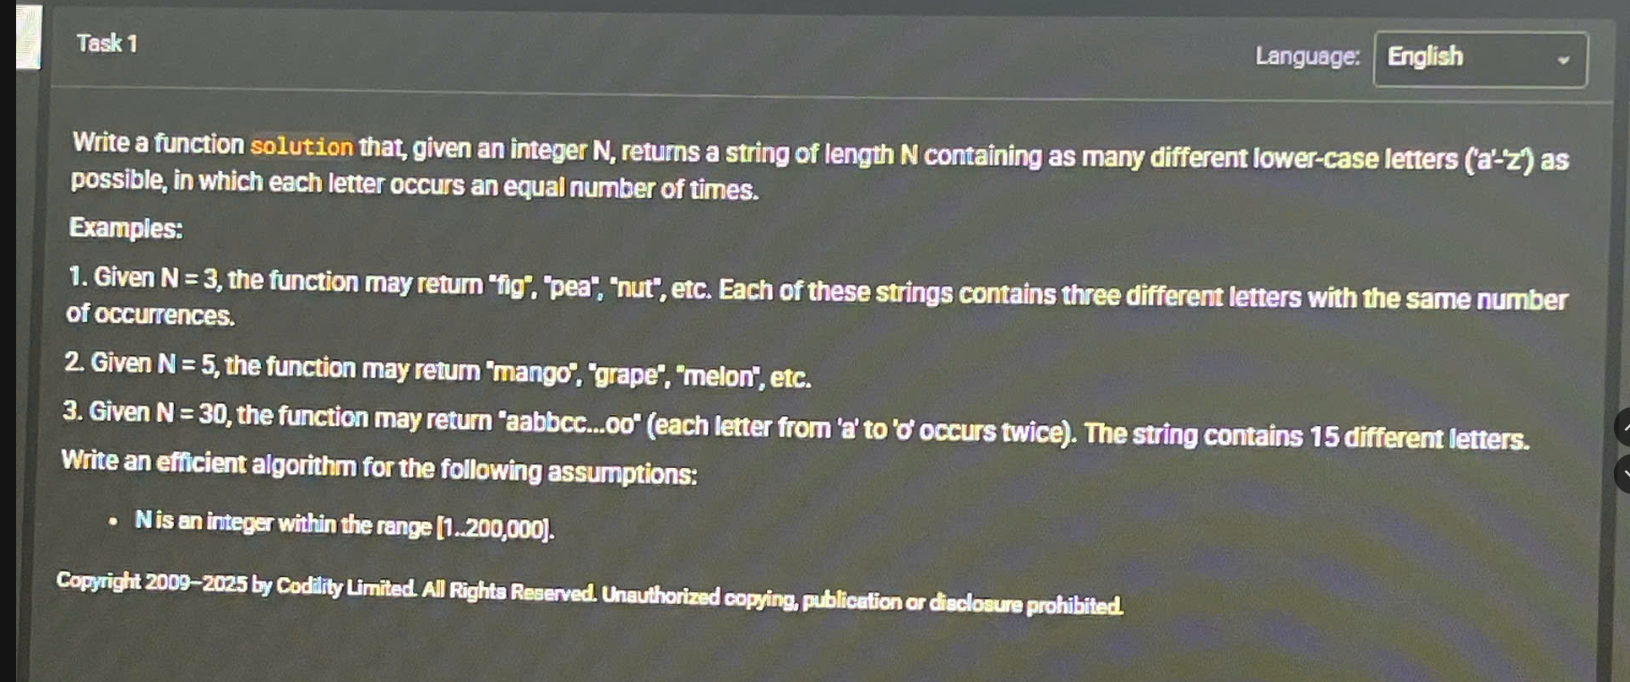 Task 1
Language: English
Write a function solution that, given an integer N, returns a string of length N containing as many different lower-case letters ('a'-'z') as
possible, in which each letter occurs an equal number of times.
Examples:
1. Given N = 3, the function may return "fig", "pea", "nut", etc. Each of these strings contains three different letters with the same number
of occurrences.
2. Given N = 5, the function may return "mango", "grape", "melon", etc.
3. Given N = 30, the function may return "aabbcc...oo" (each letter from 'a' to 'o' occurs twice). The string contains 15 different letters.
Write an efficient algorithm for the following assumptions:
• N is an integer within the range [1..200,000].
Copyright 2009–2025 by Codility Limited. All Rights Reserved. Unauthorized copying, publication or disclosure prohibited.